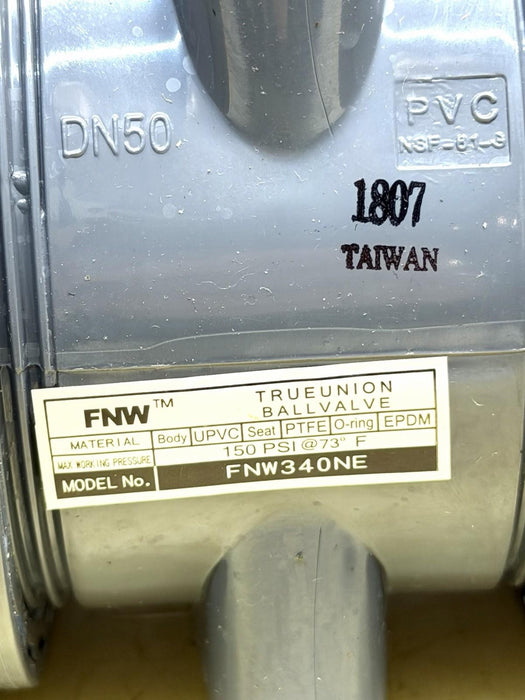 DN50
PVC
NSF-61-G
1807
TAIWAN
FNW™
TRUEUNION
BALLVALVE
MATERIAL Body UPVC Seat PTFE O-ring EPDM
MAX WORKING PRESSURE 150 PSI @73° F
MODEL No. FNW340NE